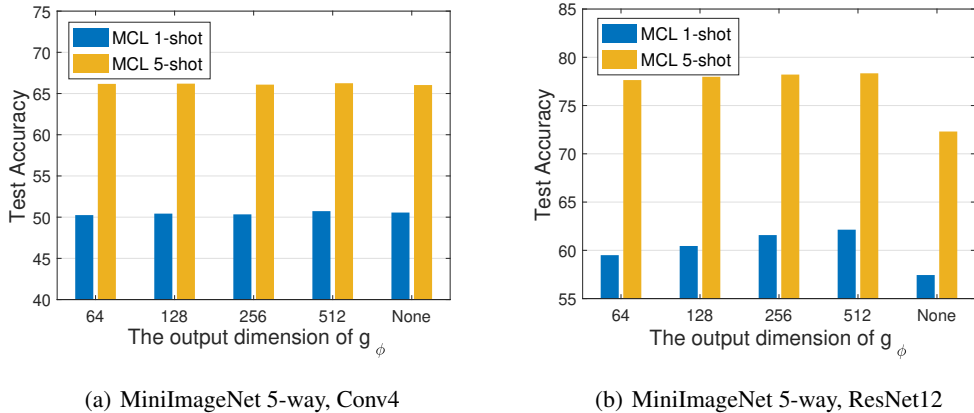 75
70
65
60
55
50
45
40
Test Accuracy
MCL 1-shot
MCL 5-shot
64 128 256 512 None
The output dimension of g ϕ
(a) MiniImageNet 5-way, Conv4
85
80
75
70
65
60
55
Test Accuracy
MCL 1-shot
MCL 5-shot
64 128 256 512 None
The output dimension of g ϕ
(b) MiniImageNet 5-way, ResNet12